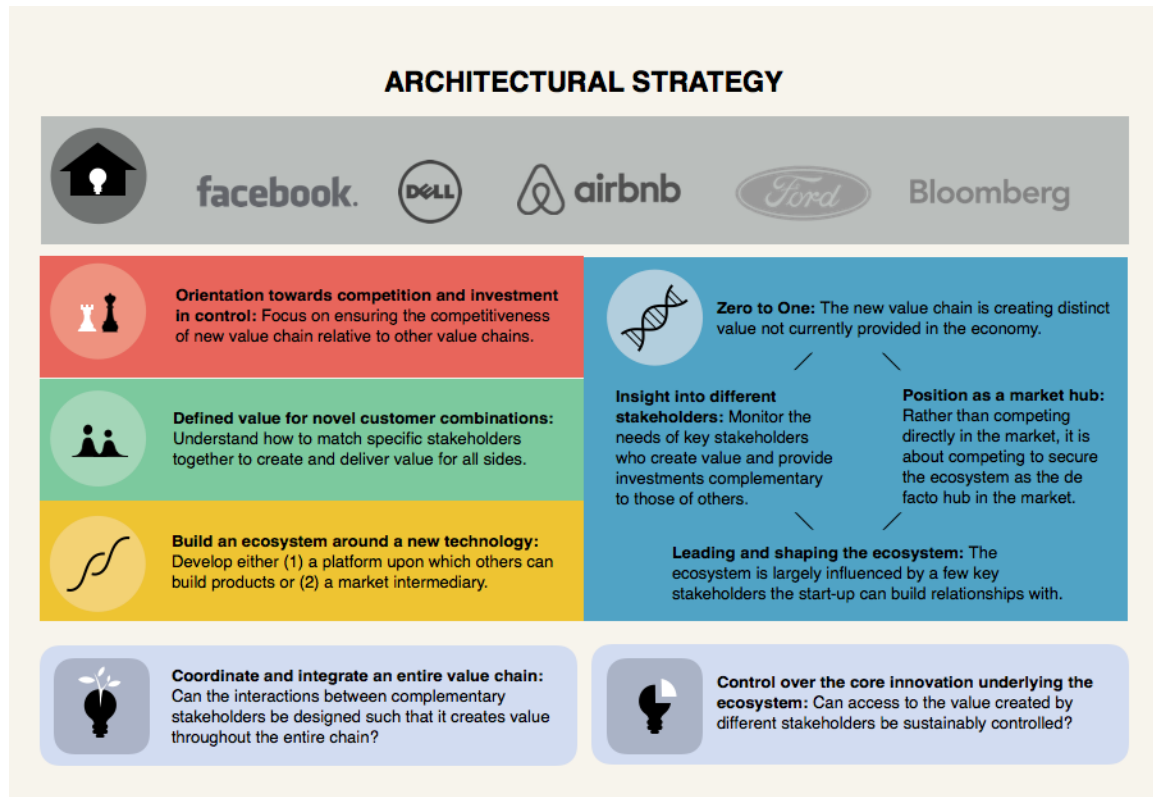 ARCHITECTURAL STRATEGY
facebook.
DELL
airbnb
Ford
Bloomberg
Orientation towards competition and investment
in control: Focus on ensuring the competitiveness
of new value chain relative to other value chains.
Defined value for novel customer combinations:
Understand how to match specific stakeholders
together to create and deliver value for all sides.
Build an ecosystem around a new technology:
Develop either (1) a platform upon which others can
build products or (2) a market intermediary.
Zero to One: The new value chain is creating distinct
value not currently provided in the economy.
Insight into different
stakeholders: Monitor the
needs of key stakeholders
who create value and provide
investments complementary
to those of others.
Position as a market hub:
Rather than competing
directly in the market, it is
about competing to secure
the ecosystem as the de
facto hub in the market.
Leading and shaping the ecosystem: The
ecosystem is largely influenced by a few key
stakeholders the start-up can build relationships with.
Coordinate and integrate an entire value chain:
Can the interactions between complementary
stakeholders be designed such that it creates value
throughout the entire chain?
Control over the core innovation underlying the
ecosystem: Can access to the value created by
different stakeholders be sustainably controlled?